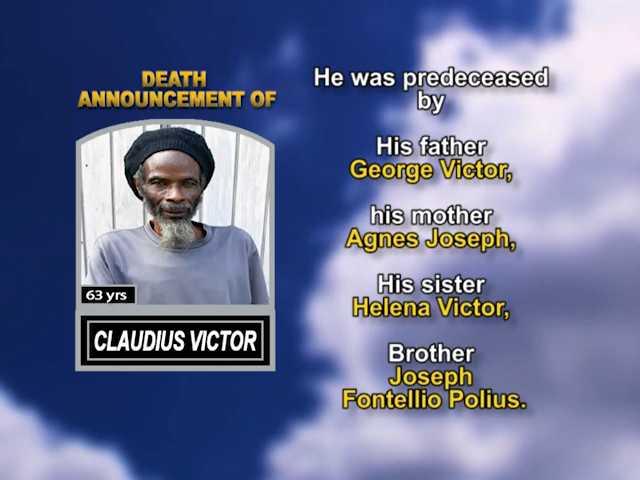 DEATH
ANNOUNCEMENT OF
63 yrs
CLAUDIUS VICTOR
He was predeceased
by
His father
George Victor,
his mother
Agnes Joseph,
His sister
Helena Victor,
Brother
Joseph
Fontellio Polius.